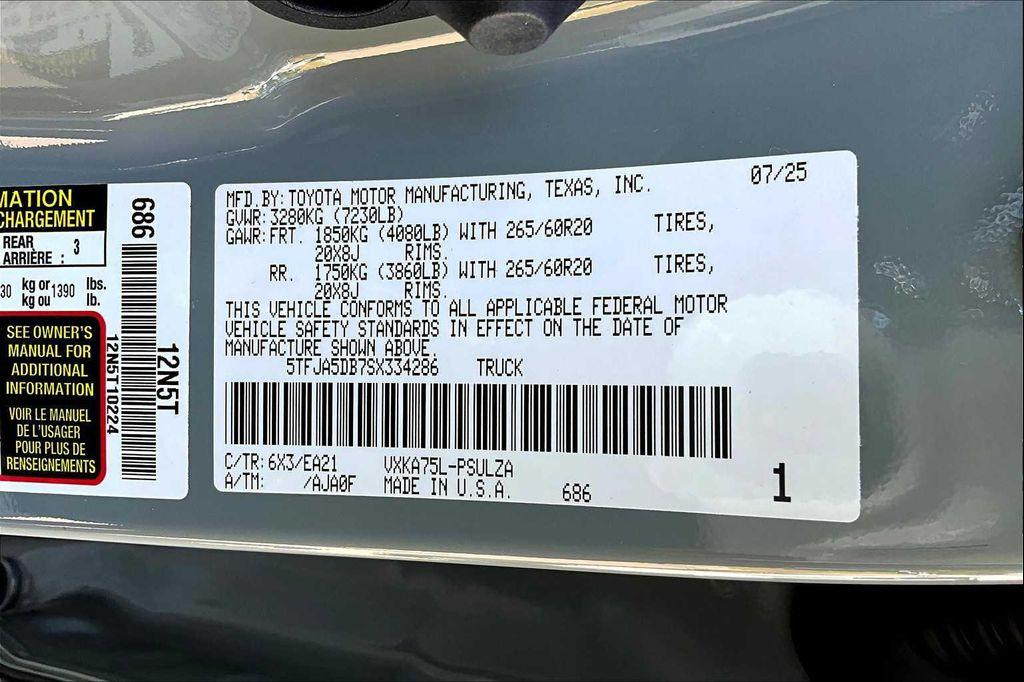 MATION
CHARGEMENT
REAR
ARRIÈRE : 3
30 kg or 1390 lbs.
kg ou lb.
SEE OWNER'S
MANUAL FOR
ADDITIONAL
INFORMATION
VOIR LE MANUEL
DE L'USAGER
POUR PLUS DE
RENSEIGNEMENTS
686
12N5T
12N5T10224
MFD.BY: TOYOTA MOTOR MANUFACTURING, TEXAS, INC. 07/25
GVWR: 3280KG (7230LB)
GAWR: FRT. 1850KG (4080LB) WITH 265/60R20 TIRES,
20X8J RIMS.
RR. 1750KG (3860LB) WITH 265/60R20 TIRES,
20X8J RIMS.
THIS VEHICLE CONFORMS TO ALL APPLICABLE FEDERAL MOTOR
VEHICLE SAFETY STANDARDS IN EFFECT ON THE DATE OF
MANUFACTURE SHOWN ABOVE.
5TFJA5DB7SX334286 TRUCK
C/TR: 6X3/EA21 VXKA75L-PSULZA
A/TM: /AJA0F MADE IN U.S.A. 686 1